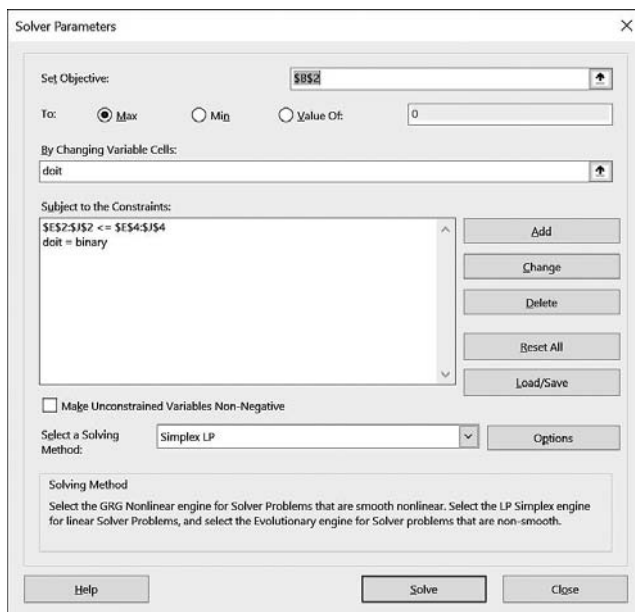 Solver Parameters
Set Objective: $B$2
To: Max Min Value Of: 0
By Changing Variable Cells:
doit
Subject to the Constraints:
$E$2:$J$2 <= $E$4:$J$4
doit = binary
Add
Change
Delete
Reset All
Load/Save
Make Unconstrained Variables Non-Negative
Select a Solving Method: Simplex LP Options
Solving Method
Select the GRG Nonlinear engine for Solver Problems that are smooth nonlinear. Select the LP Simplex engine
for linear Solver Problems, and select the Evolutionary engine for Solver problems that are non-smooth.
Help Solve Close